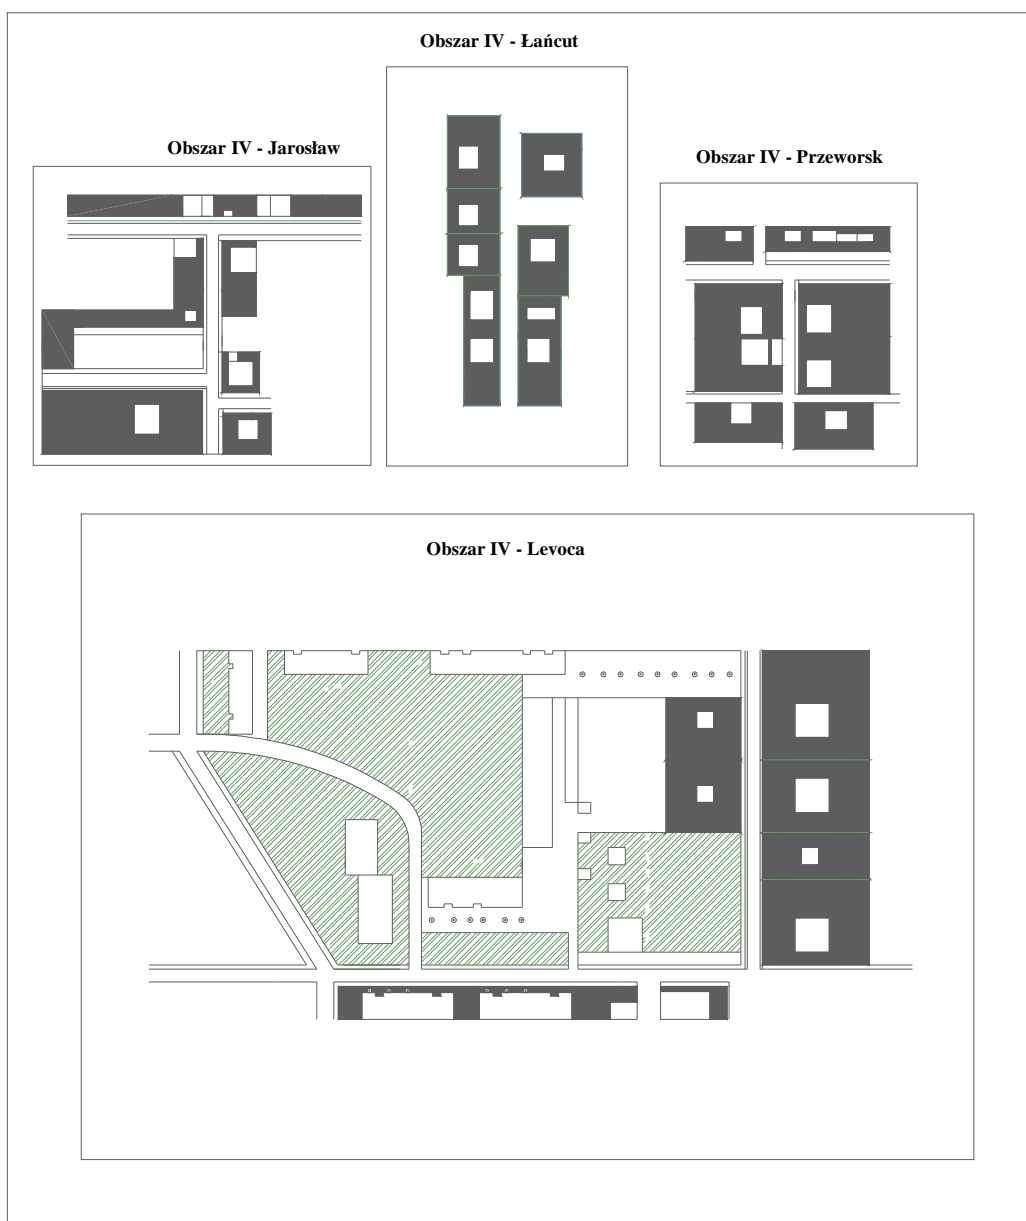 Obszar IV - Łańcut
Obszar IV - Jarosław
Obszar IV - Przeworsk
Obszar IV - Levoca